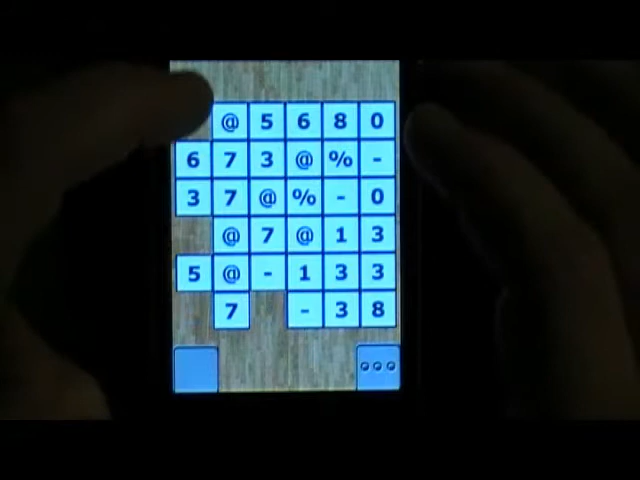 @ 5 6 8 0
6 7 3 @ % -
3 7 @ % - 0
@ 7 @ 1 3
5 @ - 1 3 3
7 - 3 8